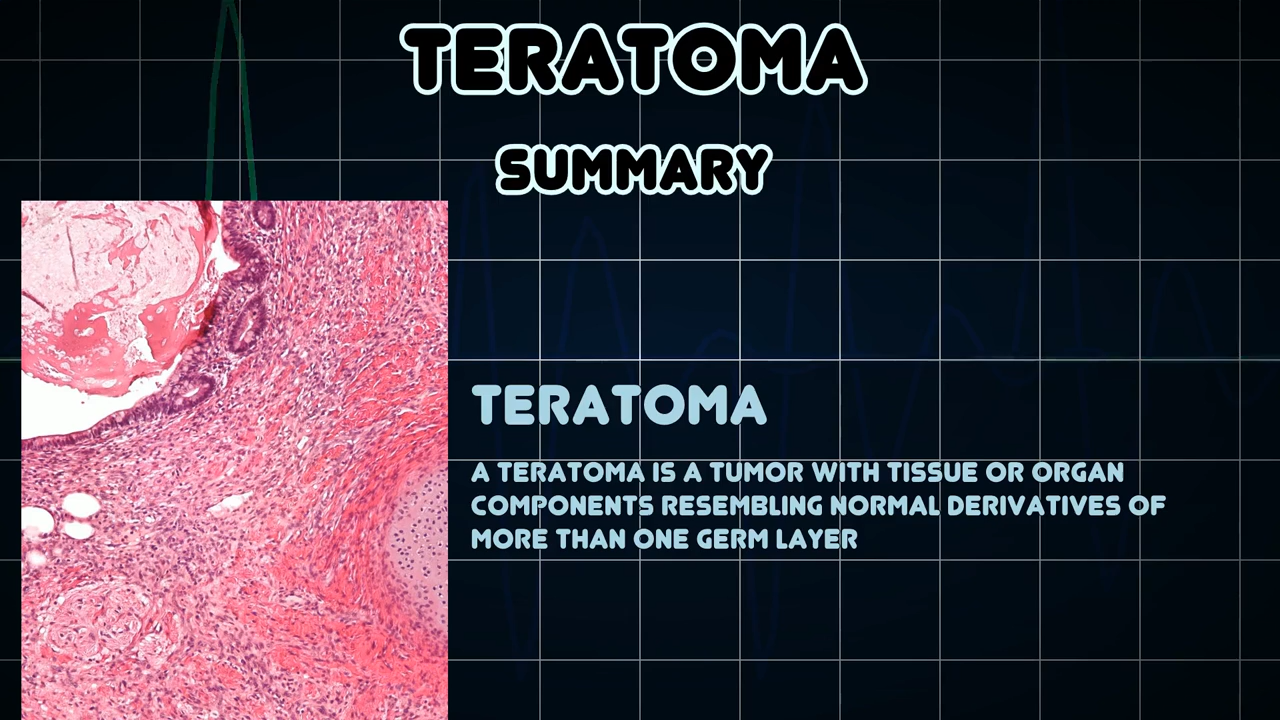 TERATOMA
SUMMARY
TERATOMA
A TERATOMA IS A TUMOR WITH TISSUE OR ORGAN
COMPONENTS RESEMBLING NORMAL DERIVATIVES OF
MORE THAN ONE GERM LAYER